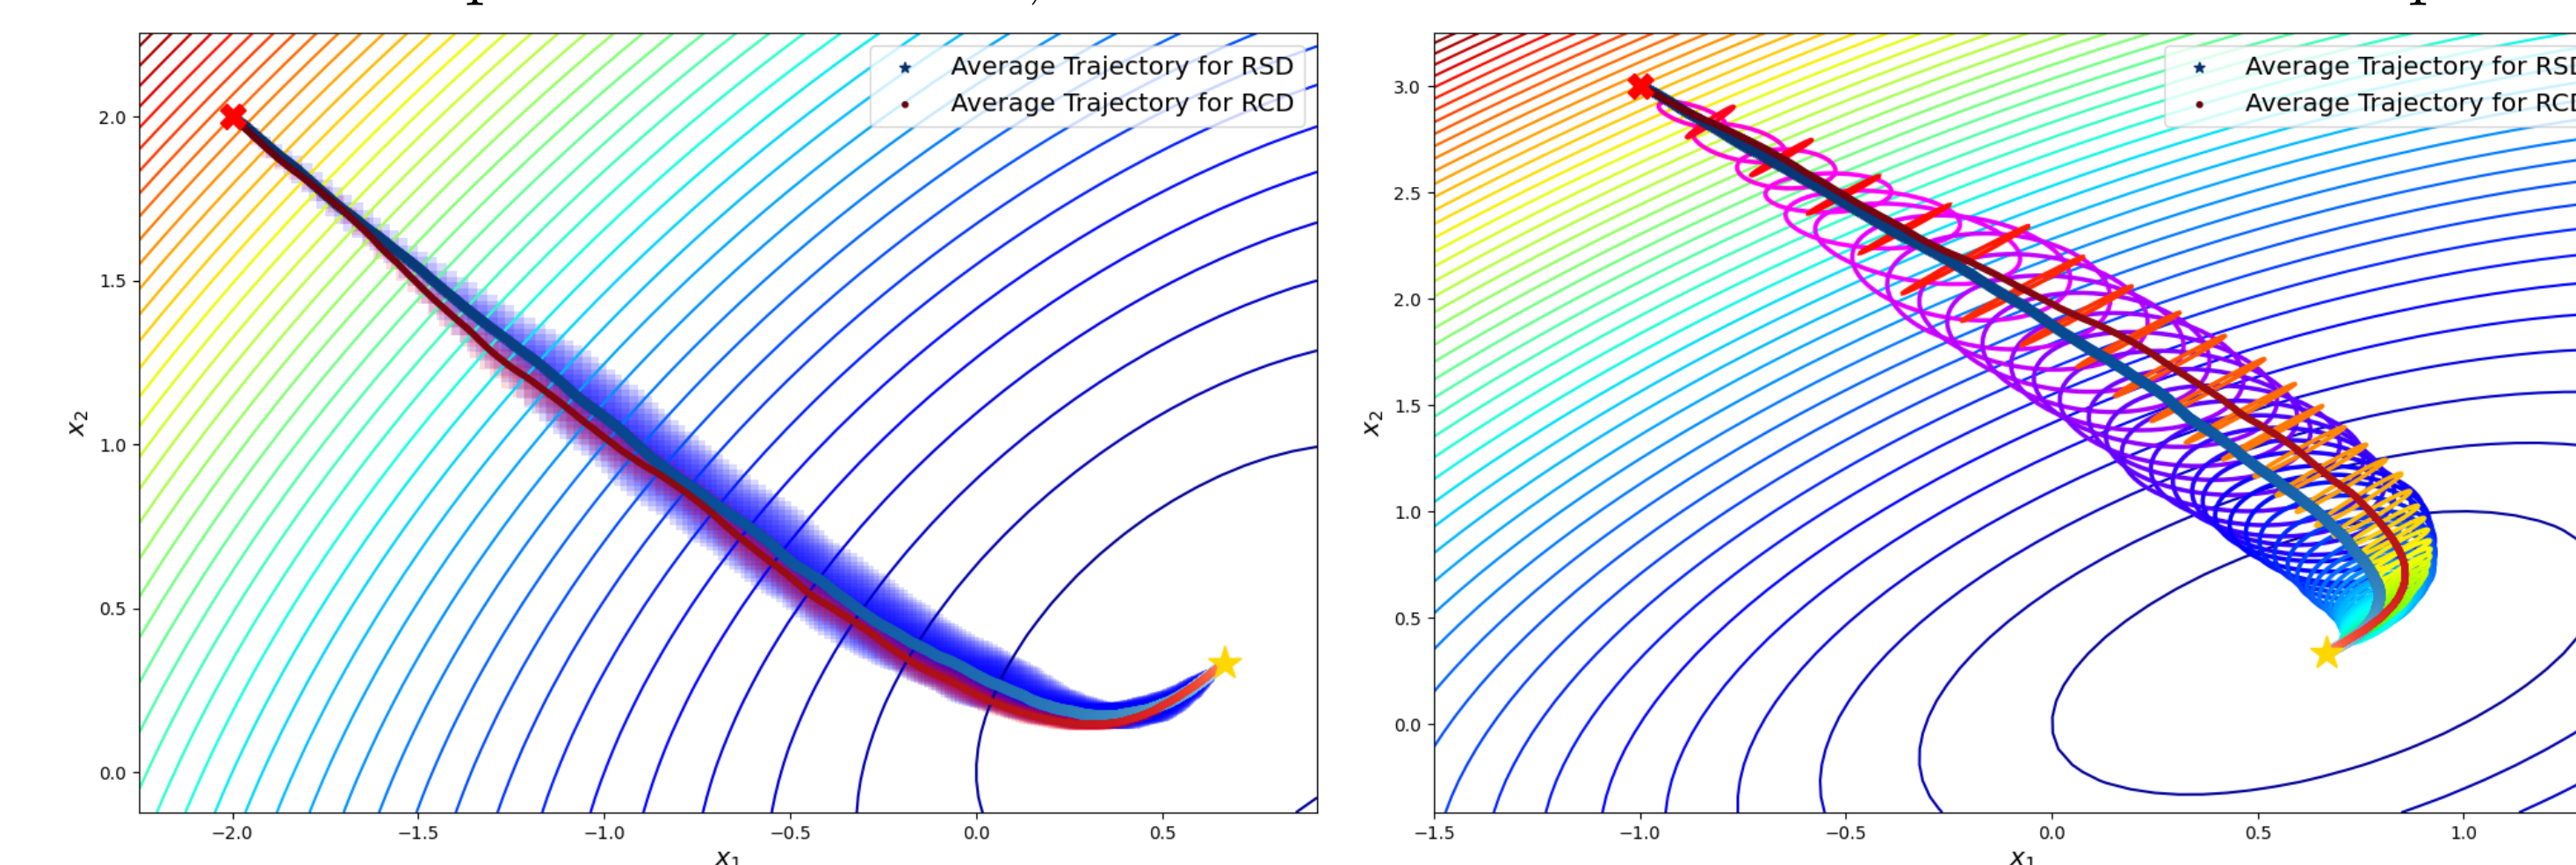 Average Trajectory for RSD
Average Trajectory for RCD
2.0
1.5
1.0
0.5
0.0
x₂
−2.0 −1.5 −1.0 −0.5 0.0 0.5
x₁
Average Trajectory for RSD
Average Trajectory for RCD
3.0
2.5
2.0
1.5
1.0
0.5
0.0
x₂
−1.5 −1.0 −0.5 0.0 0.5 1.0
x₁